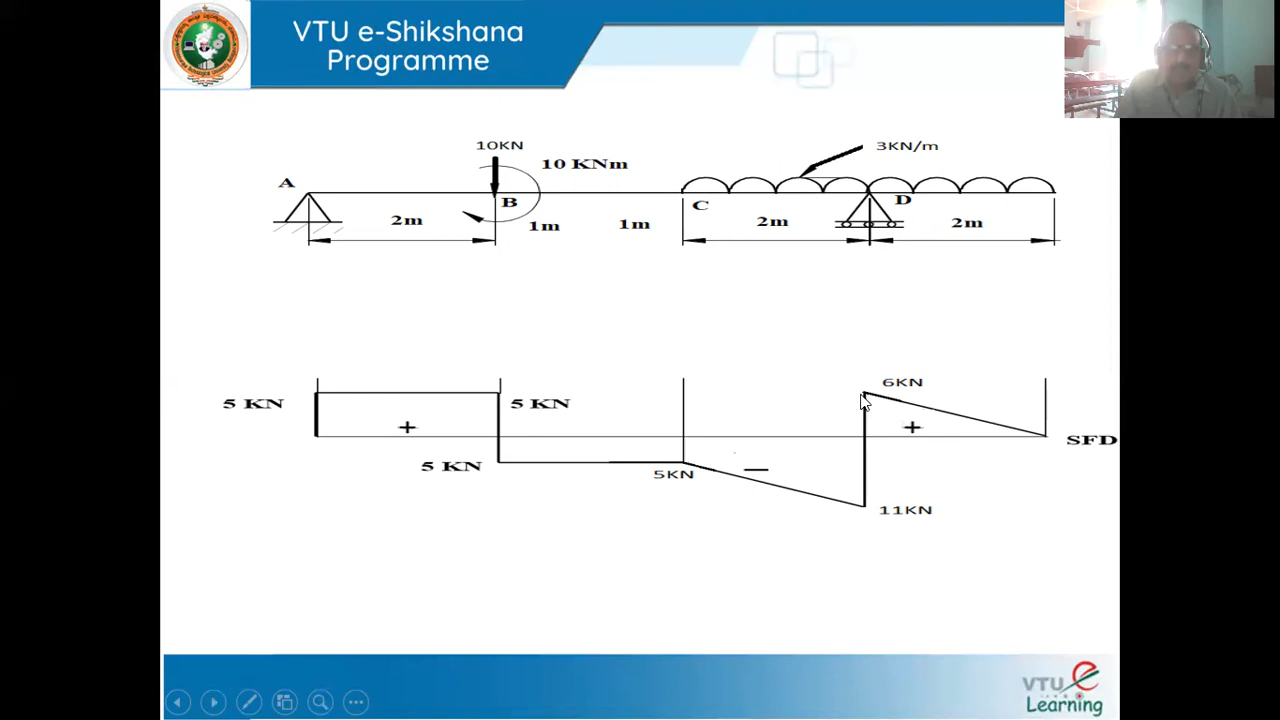 VTU e-Shikshana
Programme
10KN
10 KNm
3KN/m
A
B
C
D
2m
1m
1m
2m
2m
5 KN
5 KN
6KN
+
+
SFD
5 KN
5KN
–
11KN
VTU e
Learning